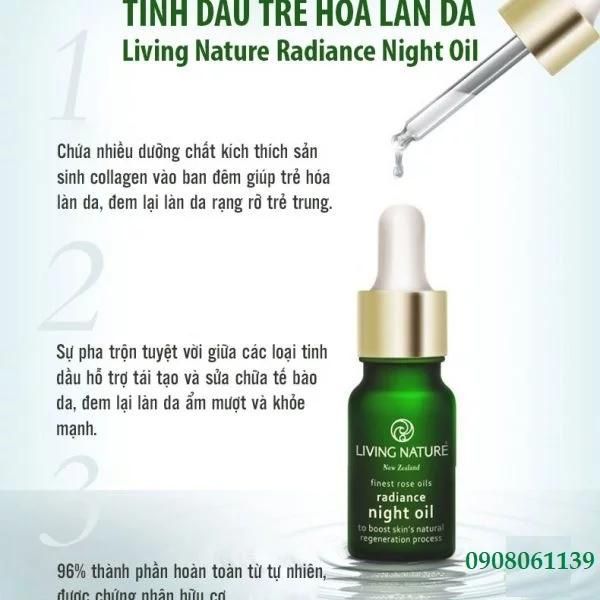 TINH DẦU TRẺ HÓA LÀN DA
Living Nature Radiance Night Oil
1
Chứa nhiều dưỡng chất kích thích sản
sinh collagen vào ban đêm giúp trẻ hóa
làn da, đem lại làn da rạng rỡ trẻ trung.
2
Sự pha trộn tuyệt vời giữa các loại tinh
dầu hỗ trợ tái tạo và sửa chữa tế bào
da, đem lại làn da ẩm mượt và khỏe
mạnh.
3
96% thành phần hoàn toàn từ tự nhiên,
được chứng nhận hữu cơ
LIVING NATURE
New Zealand
finest rose oils
radiance
night oil
to boost skin's natural
regeneration process
0908061139